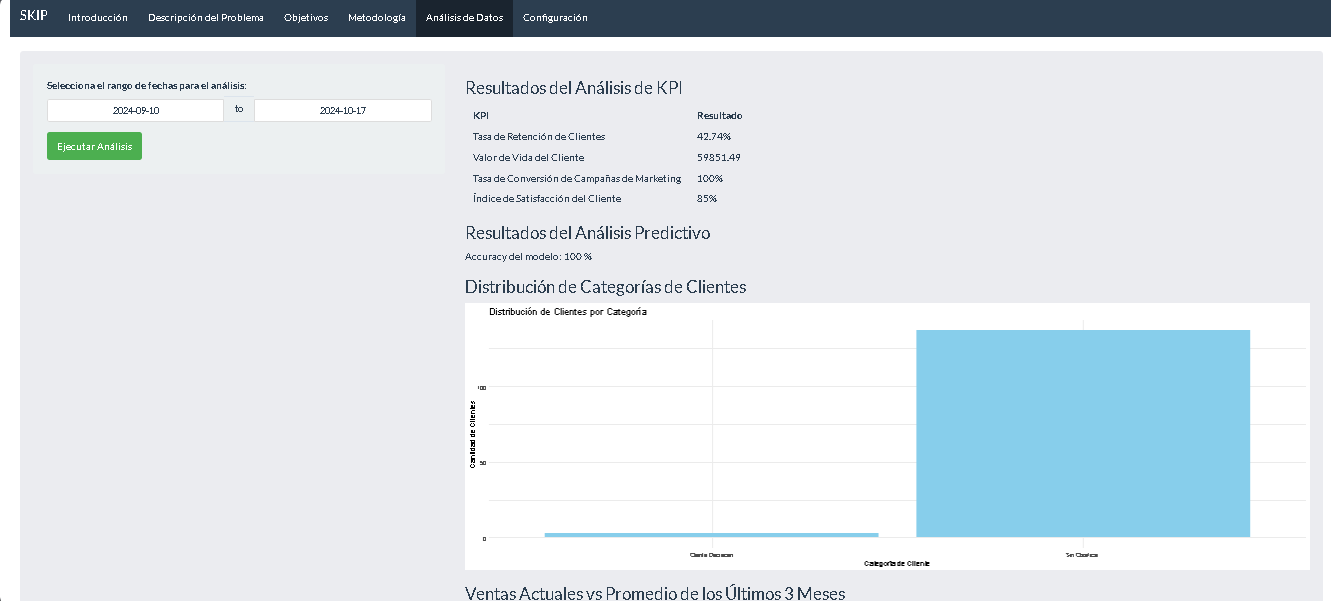 SKIP Introducción Descripción del Problema Objetivos Metodología Análisis de Datos Configuración
Selecciona el rango de fechas para el análisis:
2024-09-10 to 2024-10-17
Ejecutar Análisis
Resultados del Análisis de KPI
KPI Resultado
Tasa de Retención de Clientes 42.74%
Valor de Vida del Cliente 59851.49
Tasa de Conversión de Campañas de Marketing 100%
Índice de Satisfacción del Cliente 85%
Resultados del Análisis Predictivo
Accuracy del modelo: 100 %
Distribución de Categorías de Clientes
Distribución de Clientes por Categoría
Cantidad de Clientes
100
50
0
Cliente
Categoría de Cliente
Ventas Actuales vs Promedio de los Últimos 3 Meses